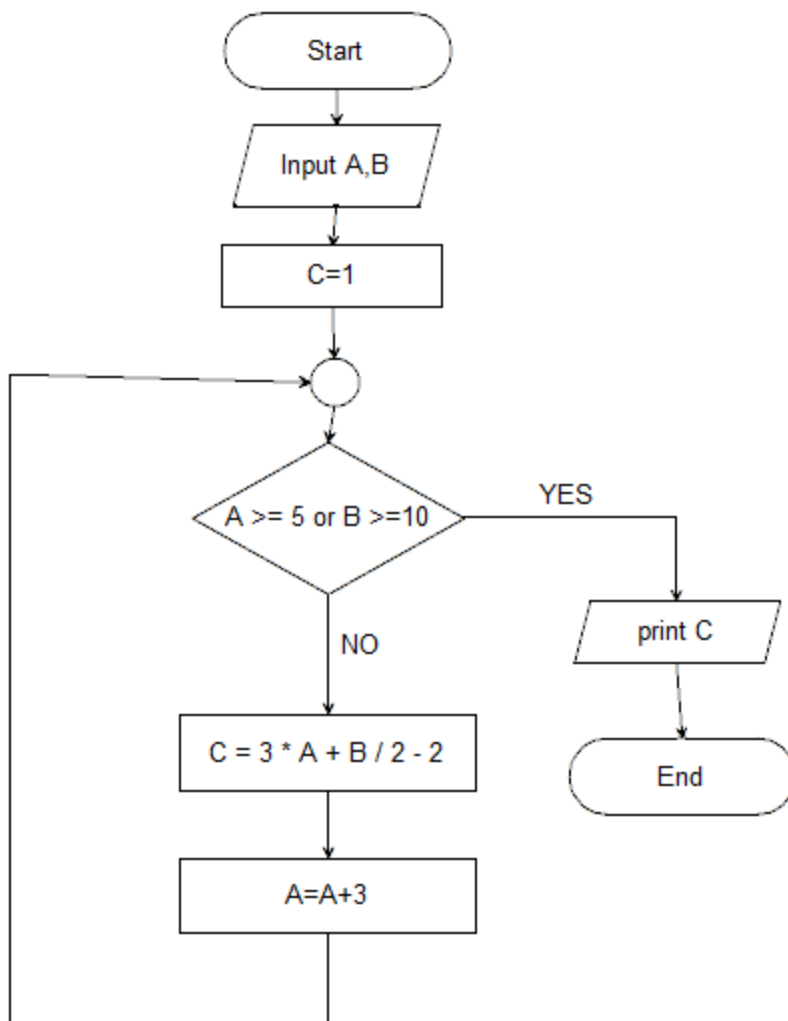 Start
Input A,B
C=1
A >= 5 or B >=10
YES
NO
print C
C = 3 * A + B / 2 - 2
End
A=A+3